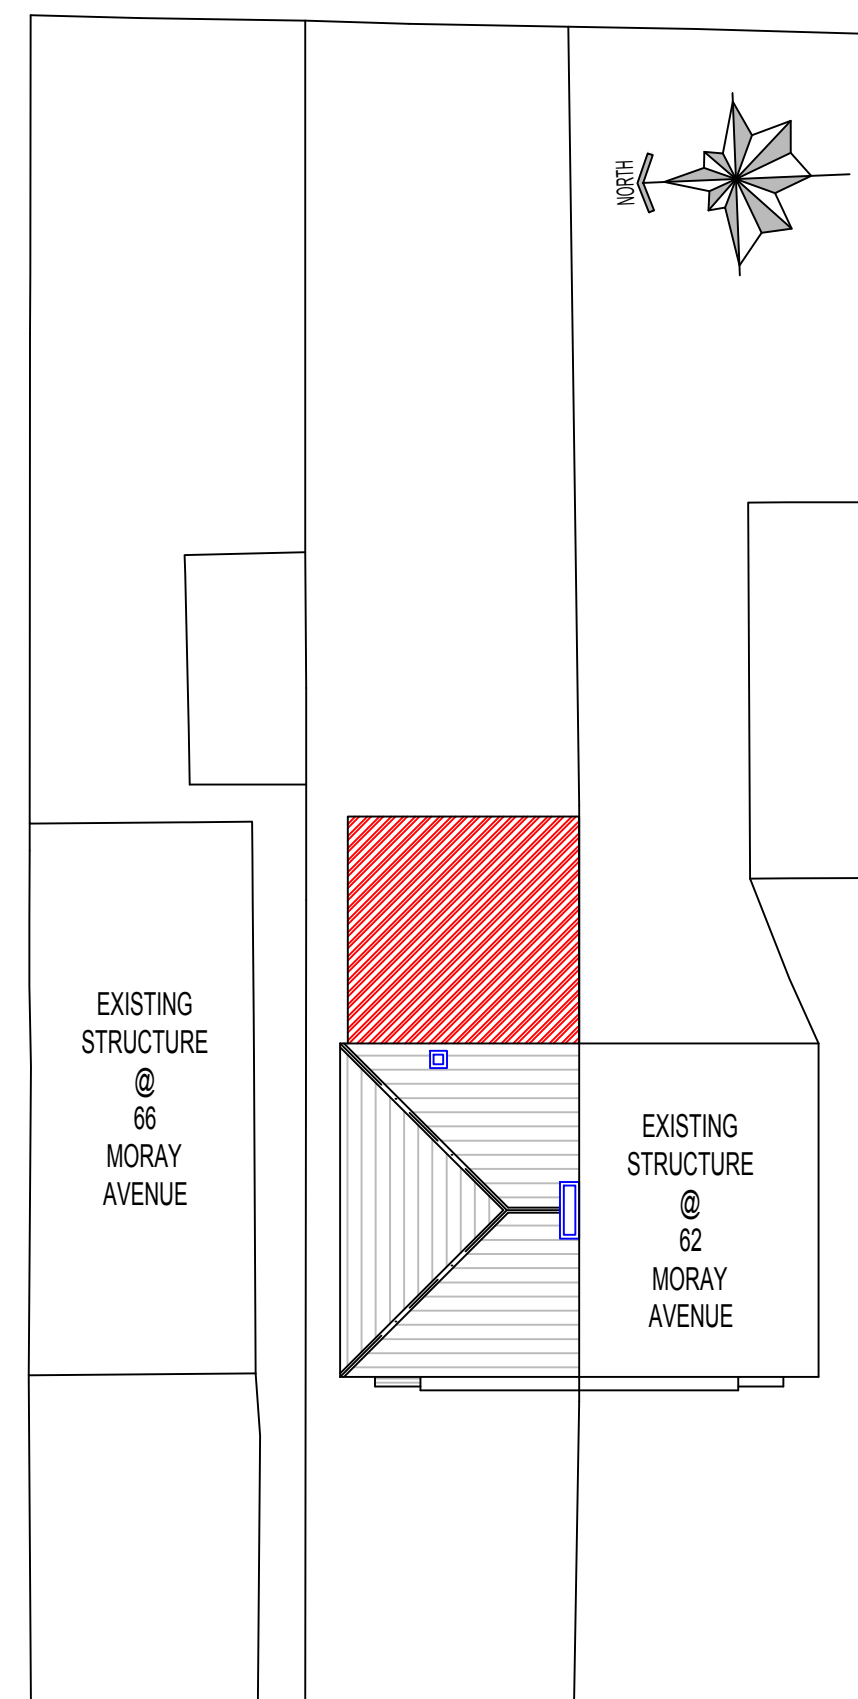 NORTH
EXISTING
STRUCTURE
@
66
MORAY
AVENUE
EXISTING
STRUCTURE
@
62
MORAY
AVENUE